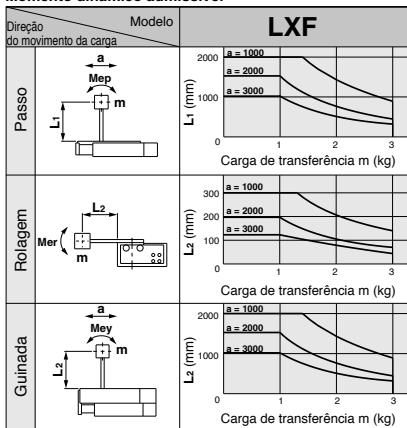 Modelo
LXF
Direção
do movimento da carga
Passo
a
Mep
m
L1
L1 (mm)
2000
1000
0
a = 1000
a = 2000
a = 3000
1
2
3
Carga de transferência m (kg)
Rolagem
L2
Mer
m
L2 (mm)
300
200
100
0
a = 1000
a = 2000
a = 3000
1
2
3
Carga de transferência m (kg)
Guinada
a
Mey
m
L2
L2 (mm)
2000
1000
0
a = 1000
a = 2000
a = 3000
1
2
3
Carga de transferência m (kg)